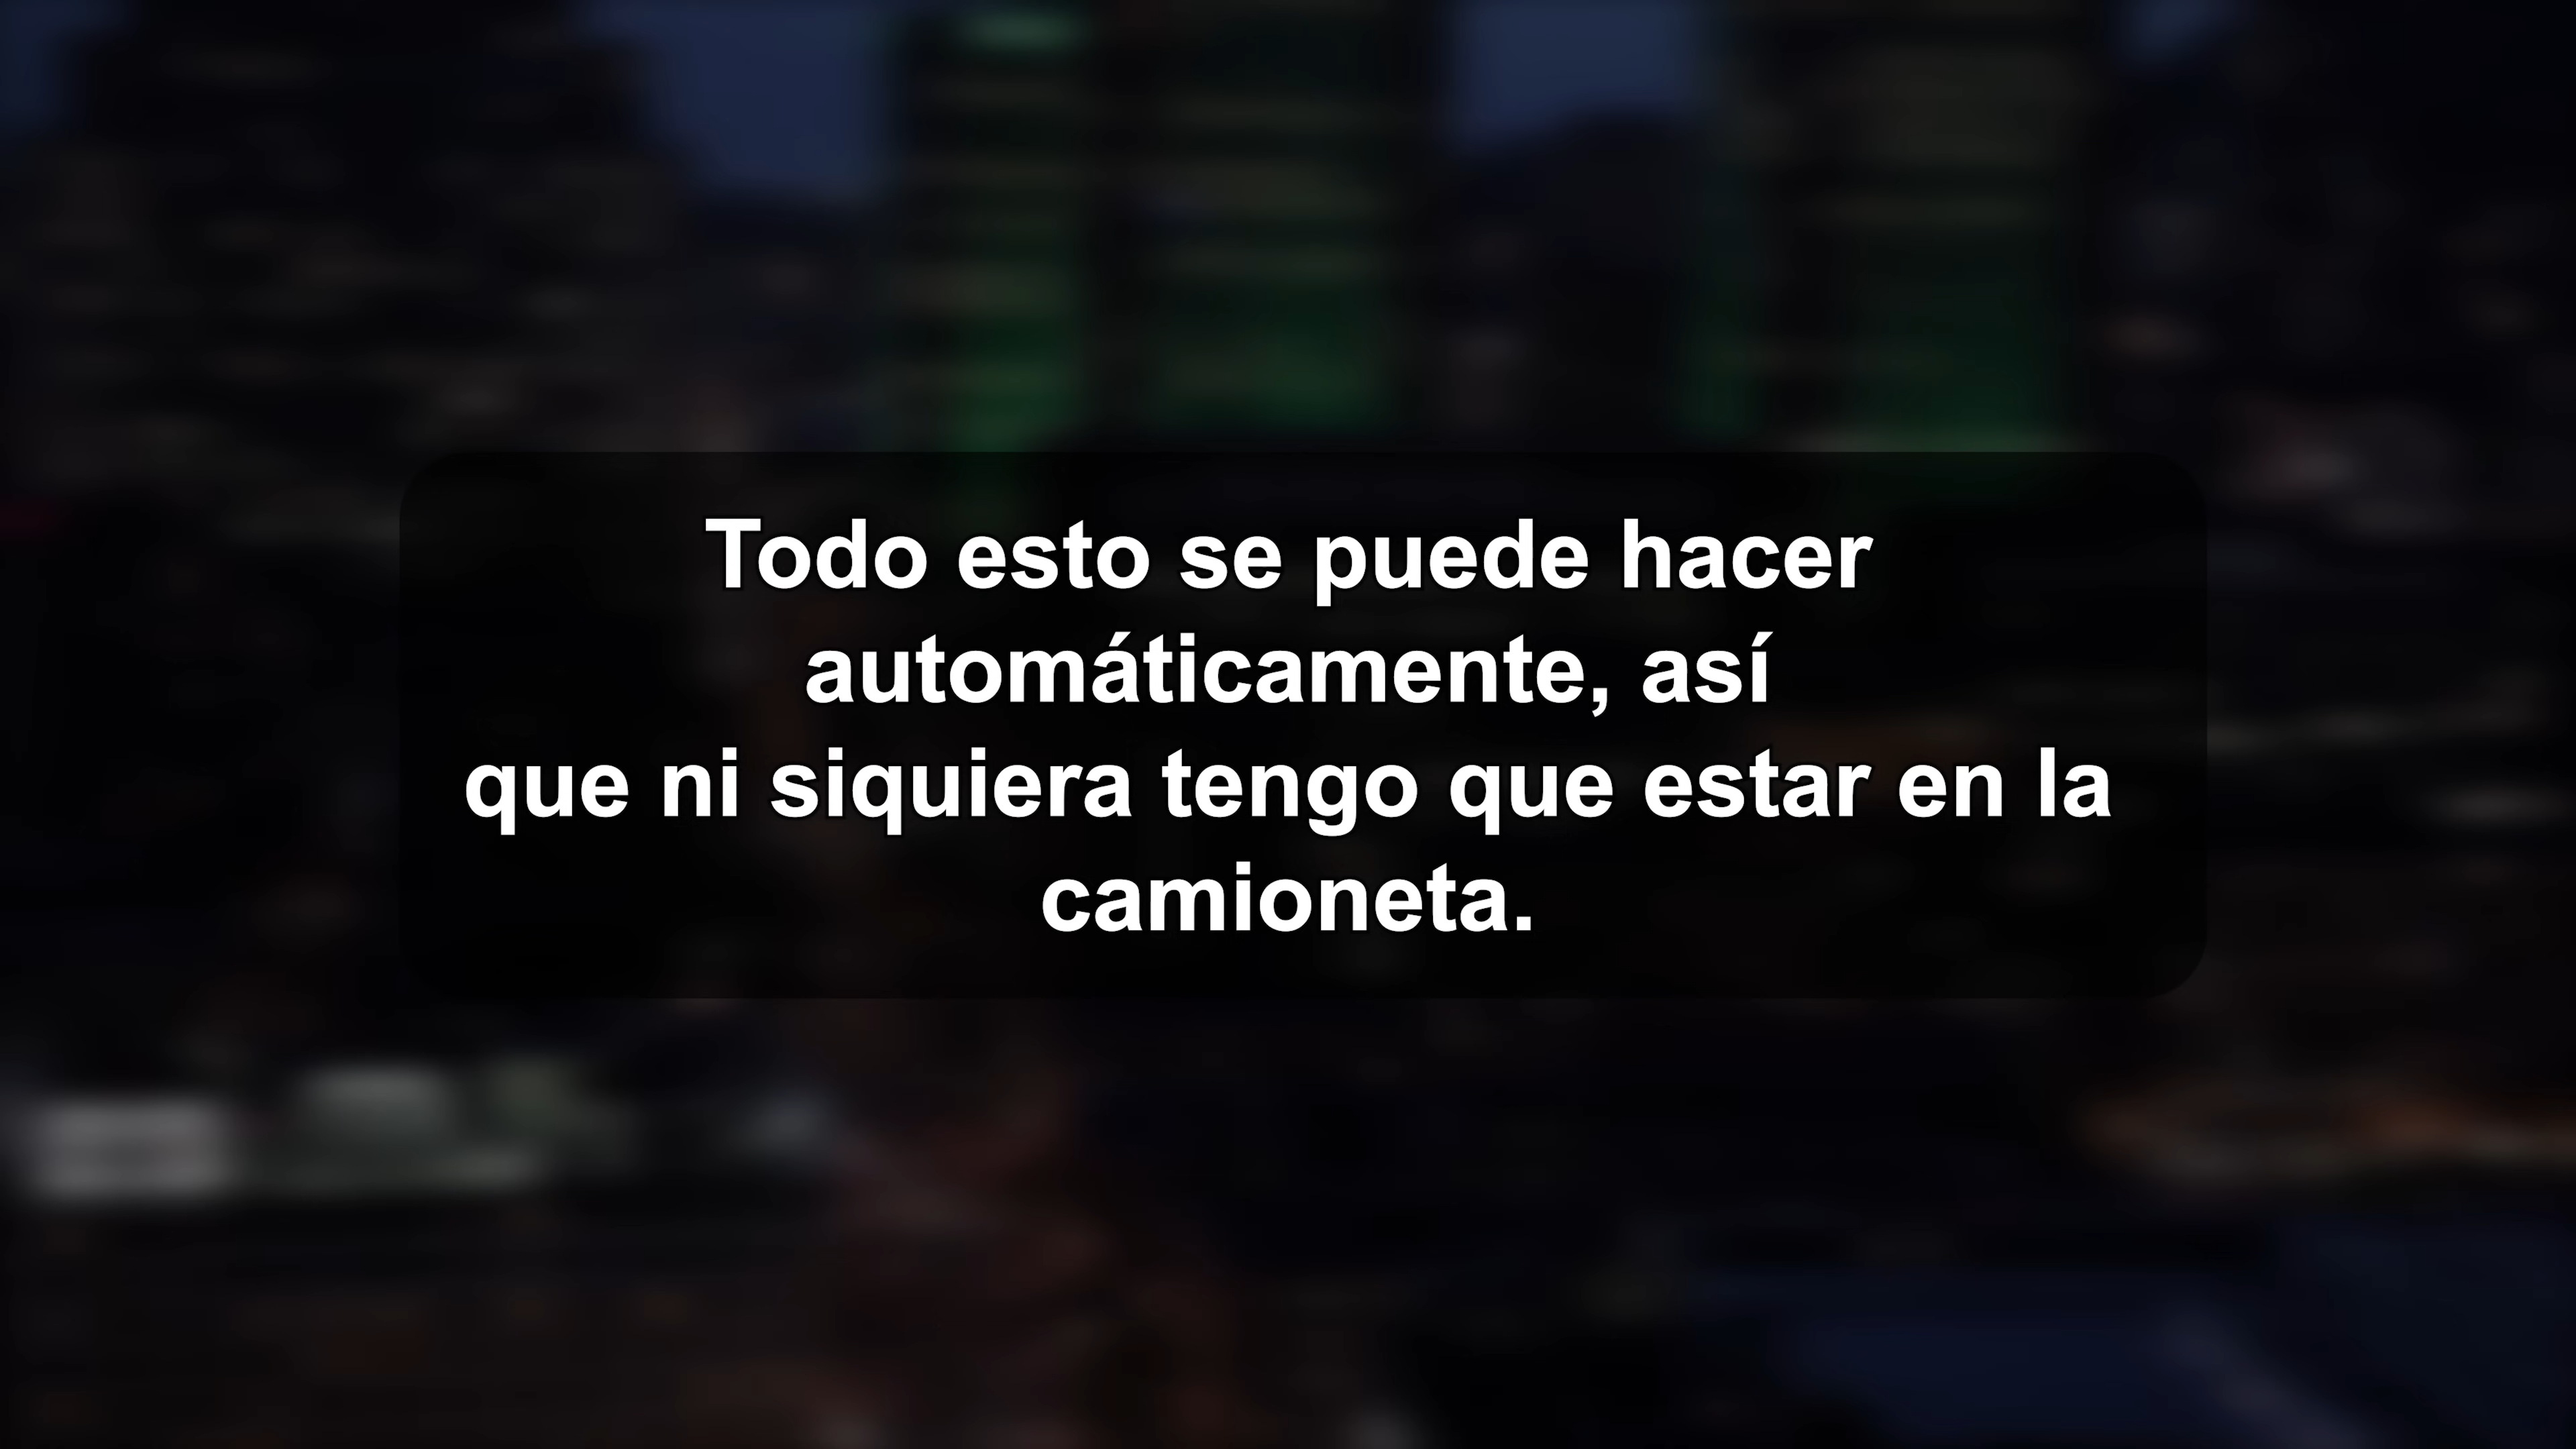 Todo esto se puede hacer
automáticamente, así
que ni siquiera tengo que estar en la
camioneta.